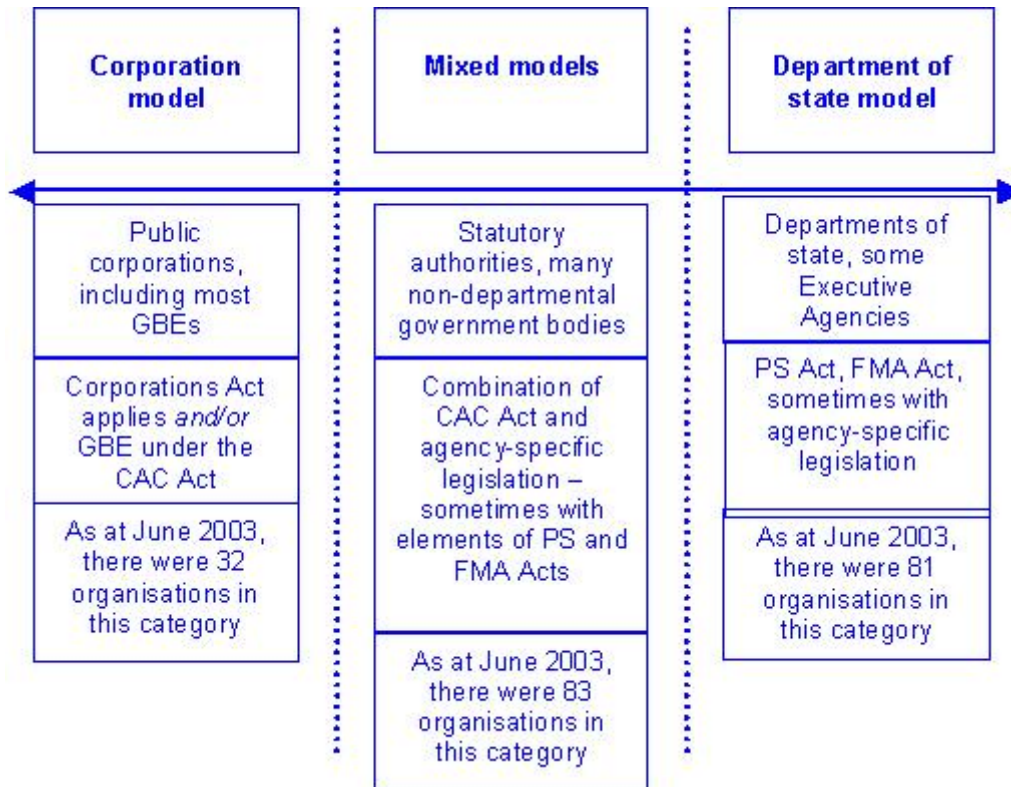 Corporation
model
Public
corporations,
including most
GBEs
Corporations Act
applies and/or
GBE under the
CAC Act
As at June 2003,
there were 32
organisations in
this category
Mixed models
Statutory
authorities, many
non-departmental
government bodies
Combination of
CAC Act and
agency-specific
legislation –
sometimes with
elements of PS and
FMA Acts
As at June 2003,
there were 83
organisations in
this category
Department of
state model
Departments of
state, some
Executive
Agencies
PS Act, FMA Act,
sometimes with
agency-specific
legislation
As at June 2003,
there were 81
organisations in
this category